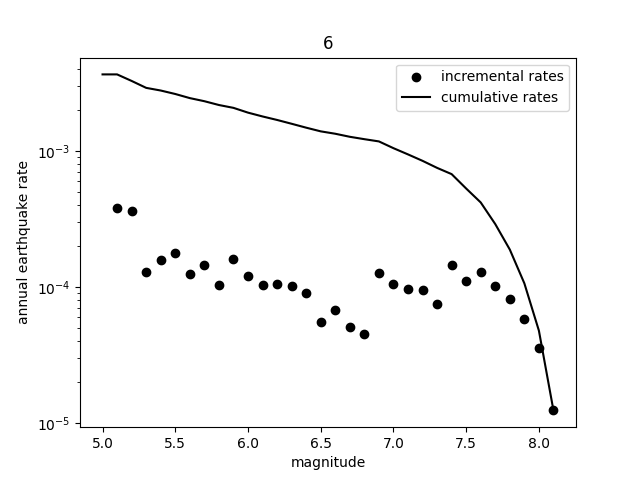 6
incremental rates
cumulative rates
annual earthquake rate
10⁻³
10⁻⁴
10⁻⁵
5.0 5.5 6.0 6.5 7.0 7.5 8.0
magnitude